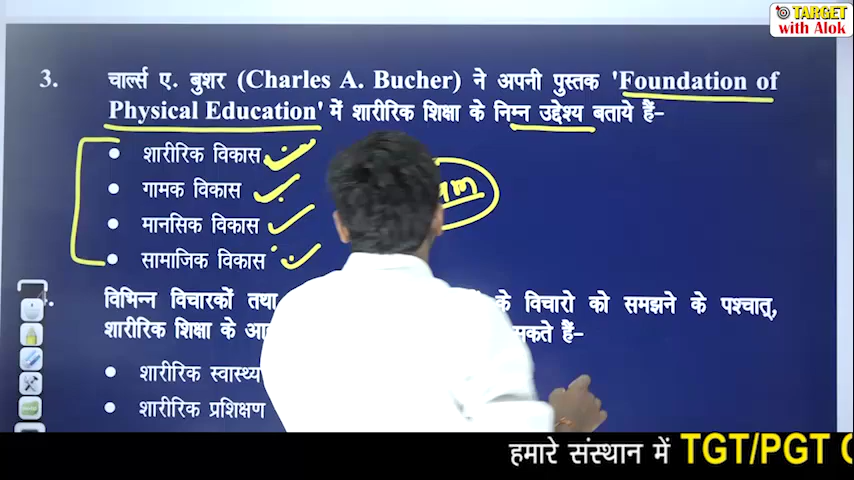 TARGET
with Alok
3. चार्ल्स ए. बुशर (Charles A. Bucher) ने अपनी पुस्तक 'Foundation of
Physical Education' में शारीरिक शिक्षा के निम्न उद्देश्य बताये हैं-
• शारीरिक विकास
• गामक विकास
• मानसिक विकास
• सामाजिक विकास
विभिन्न विचारकों तथा के विचारो को समझने के पश्चात्,
शारीरिक शिक्षा के सकते हैं-
• शारीरिक स्वास्थ्य
• शारीरिक प्रशिक्षण
हमारे संस्थान में TGT/PGT